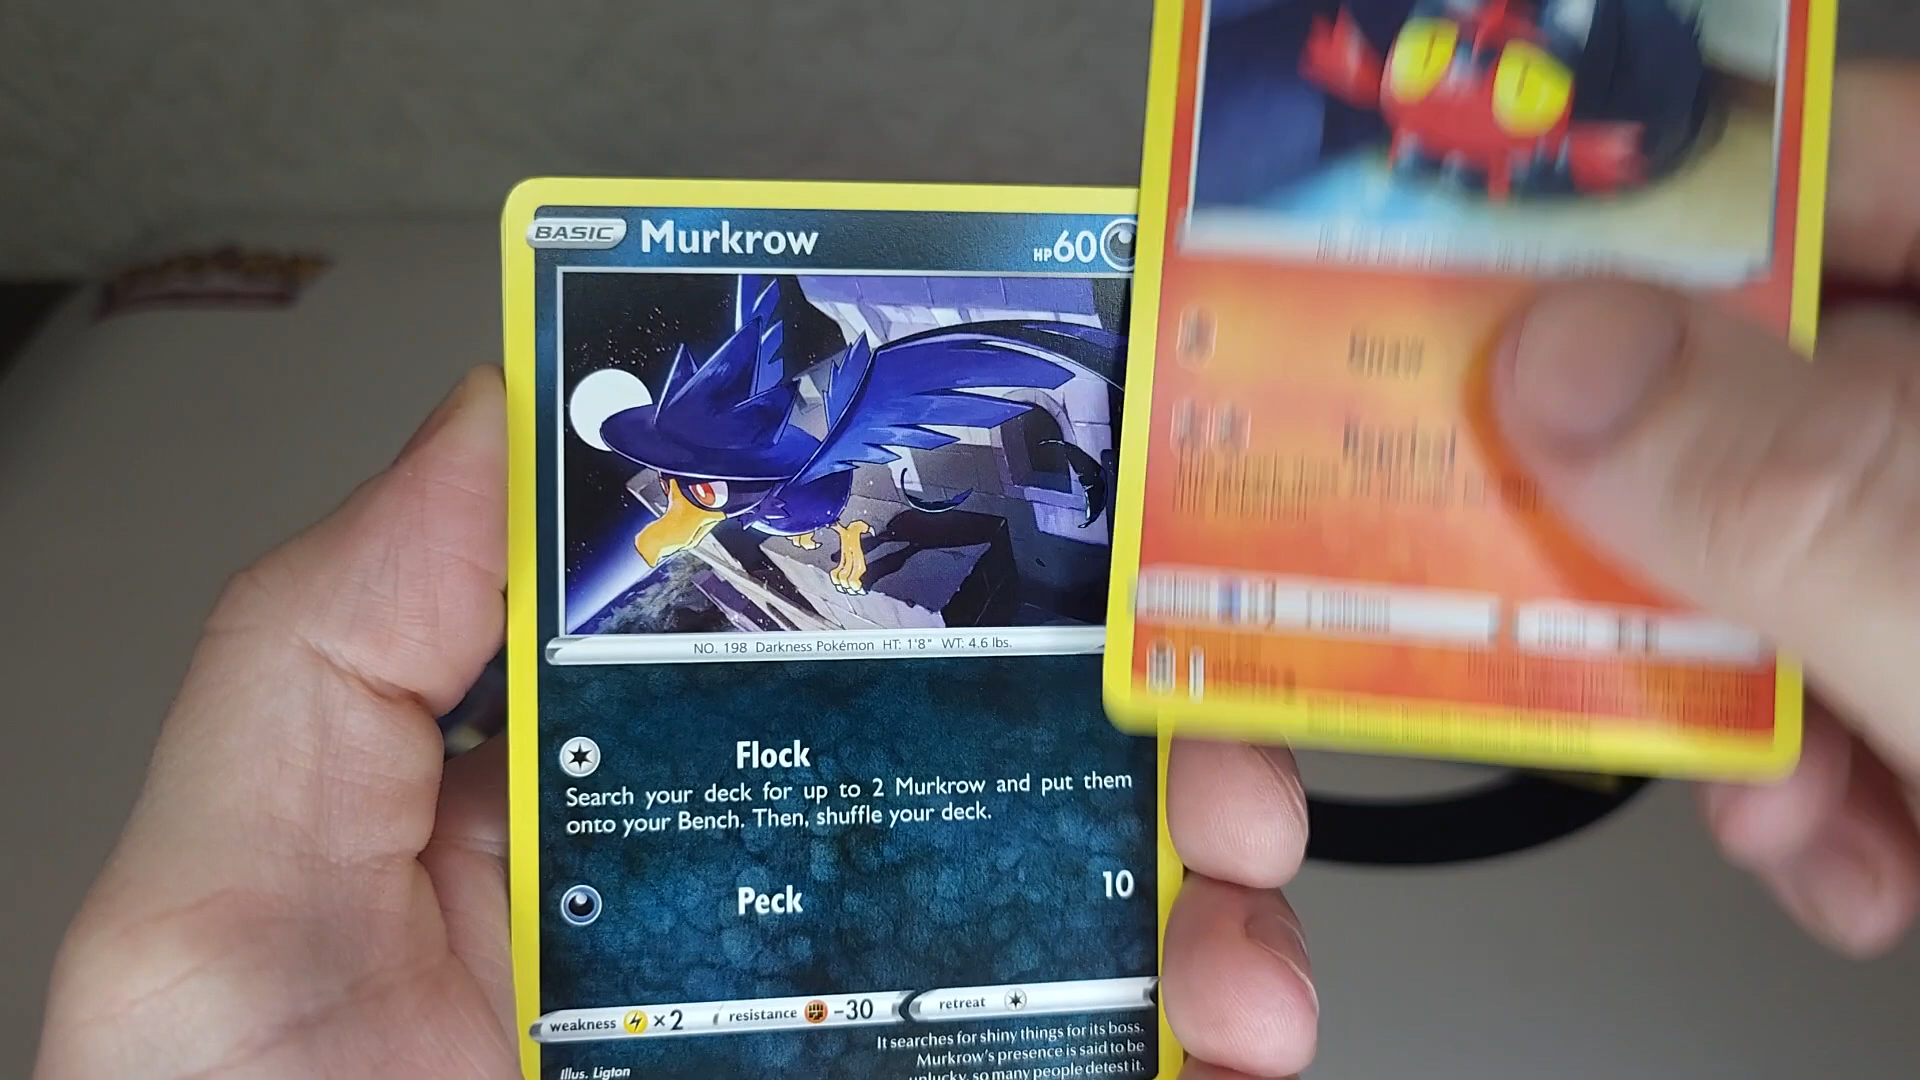 BASIC Murkrow HP60
NO. 198 Darkness Pokémon HT: 1'8" WT: 4.6 lbs.
Flock
Search your deck for up to 2 Murkrow and put them
onto your Bench. Then, shuffle your deck.
Peck 10
weakness ×2 resistance -30 retreat
It searches for shiny things for its boss.
Murkrow's presence is said to be
unlucky, so many people detest it.
Illus. Ligton
Gnaw